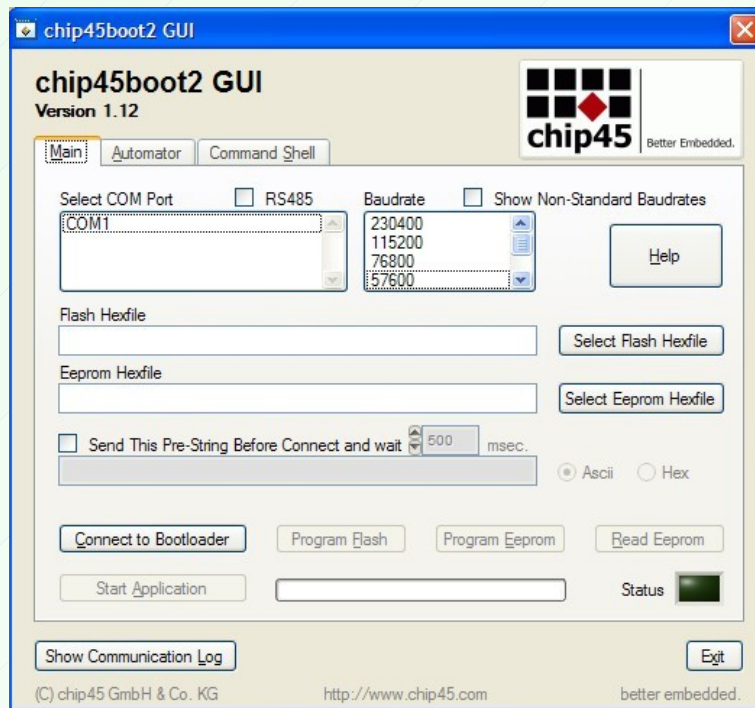 chip45boot2 GUI
chip45boot2 GUI
Version 1.12
chip45 Better Embedded.
Main Automator Command Shell
Select COM Port RS485 Baudrate Show Non-Standard Baudrates
COM1
230400
115200
76800
57600
Help
Flash Hexfile
Select Flash Hexfile
Eeprom Hexfile
Select Eeprom Hexfile
Send This Pre-String Before Connect and wait 500 msec.
Ascii Hex
Connect to Bootloader Program Flash Program Eeprom Read Eeprom
Start Application Status
Show Communication Log Exit
(C) chip45 GmbH & Co. KG http://www.chip45.com better embedded.